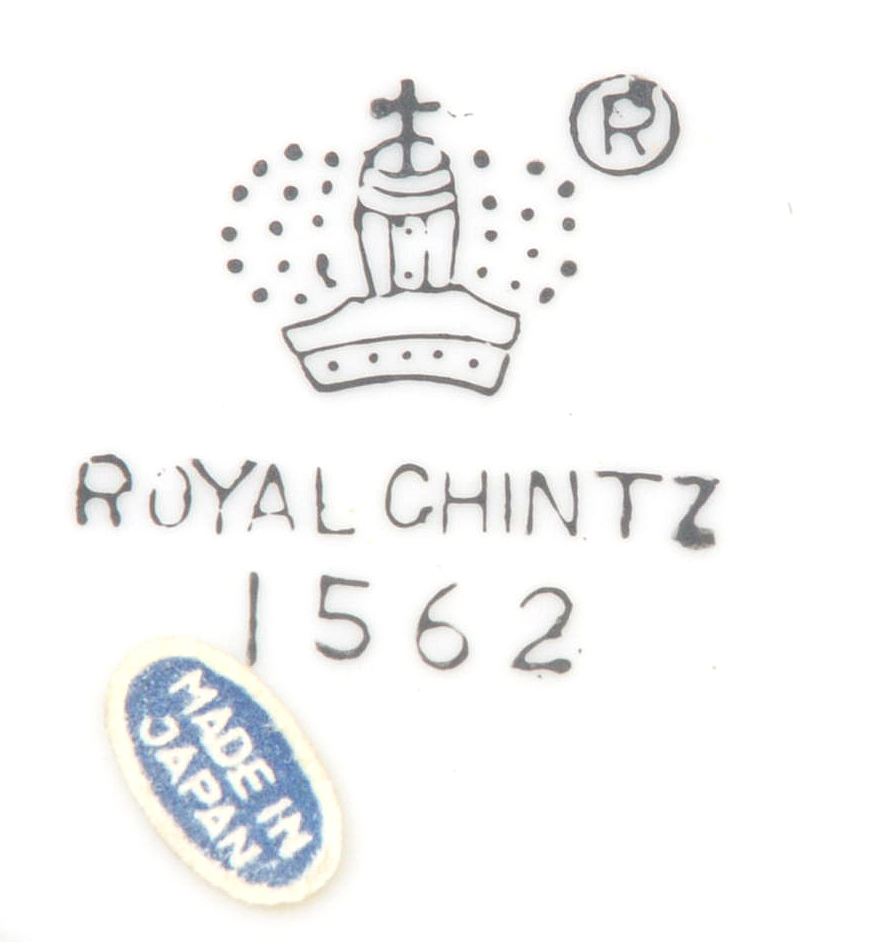 ®
ROYAL CHINTZ
1562
MADE IN
JAPAN